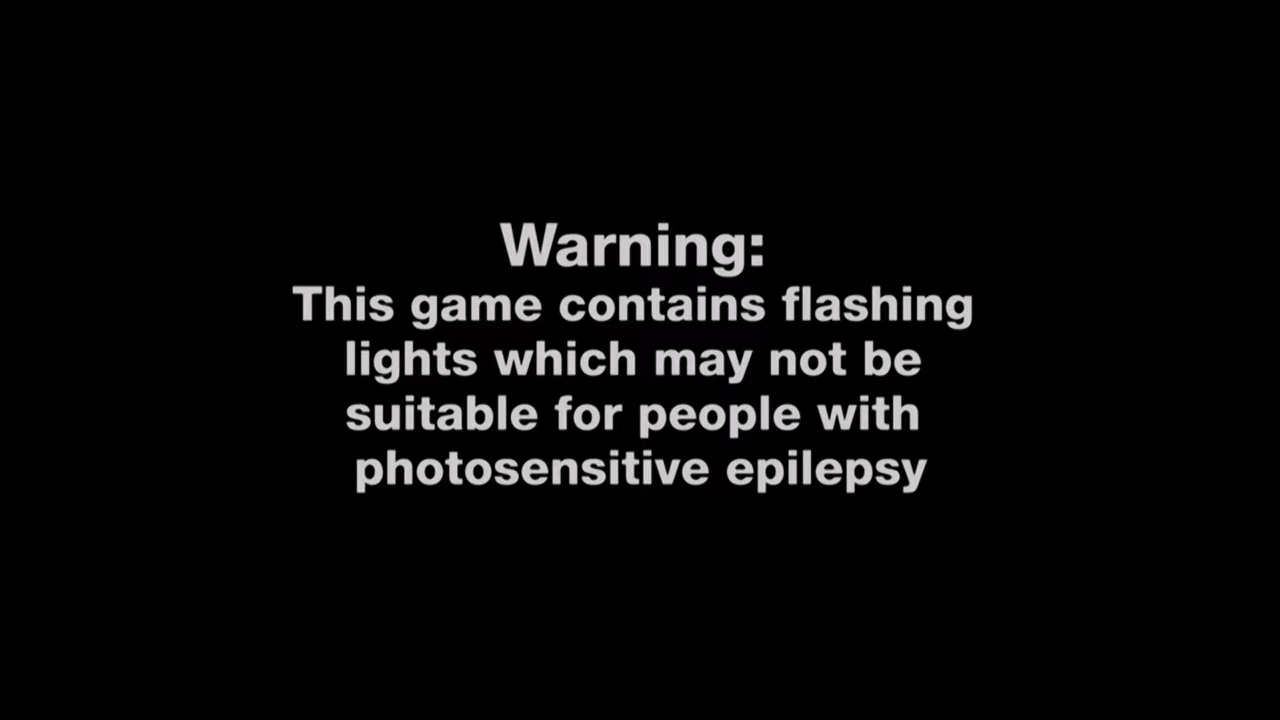 Warning:
This game contains flashing
lights which may not be
suitable for people with
photosensitive epilepsy